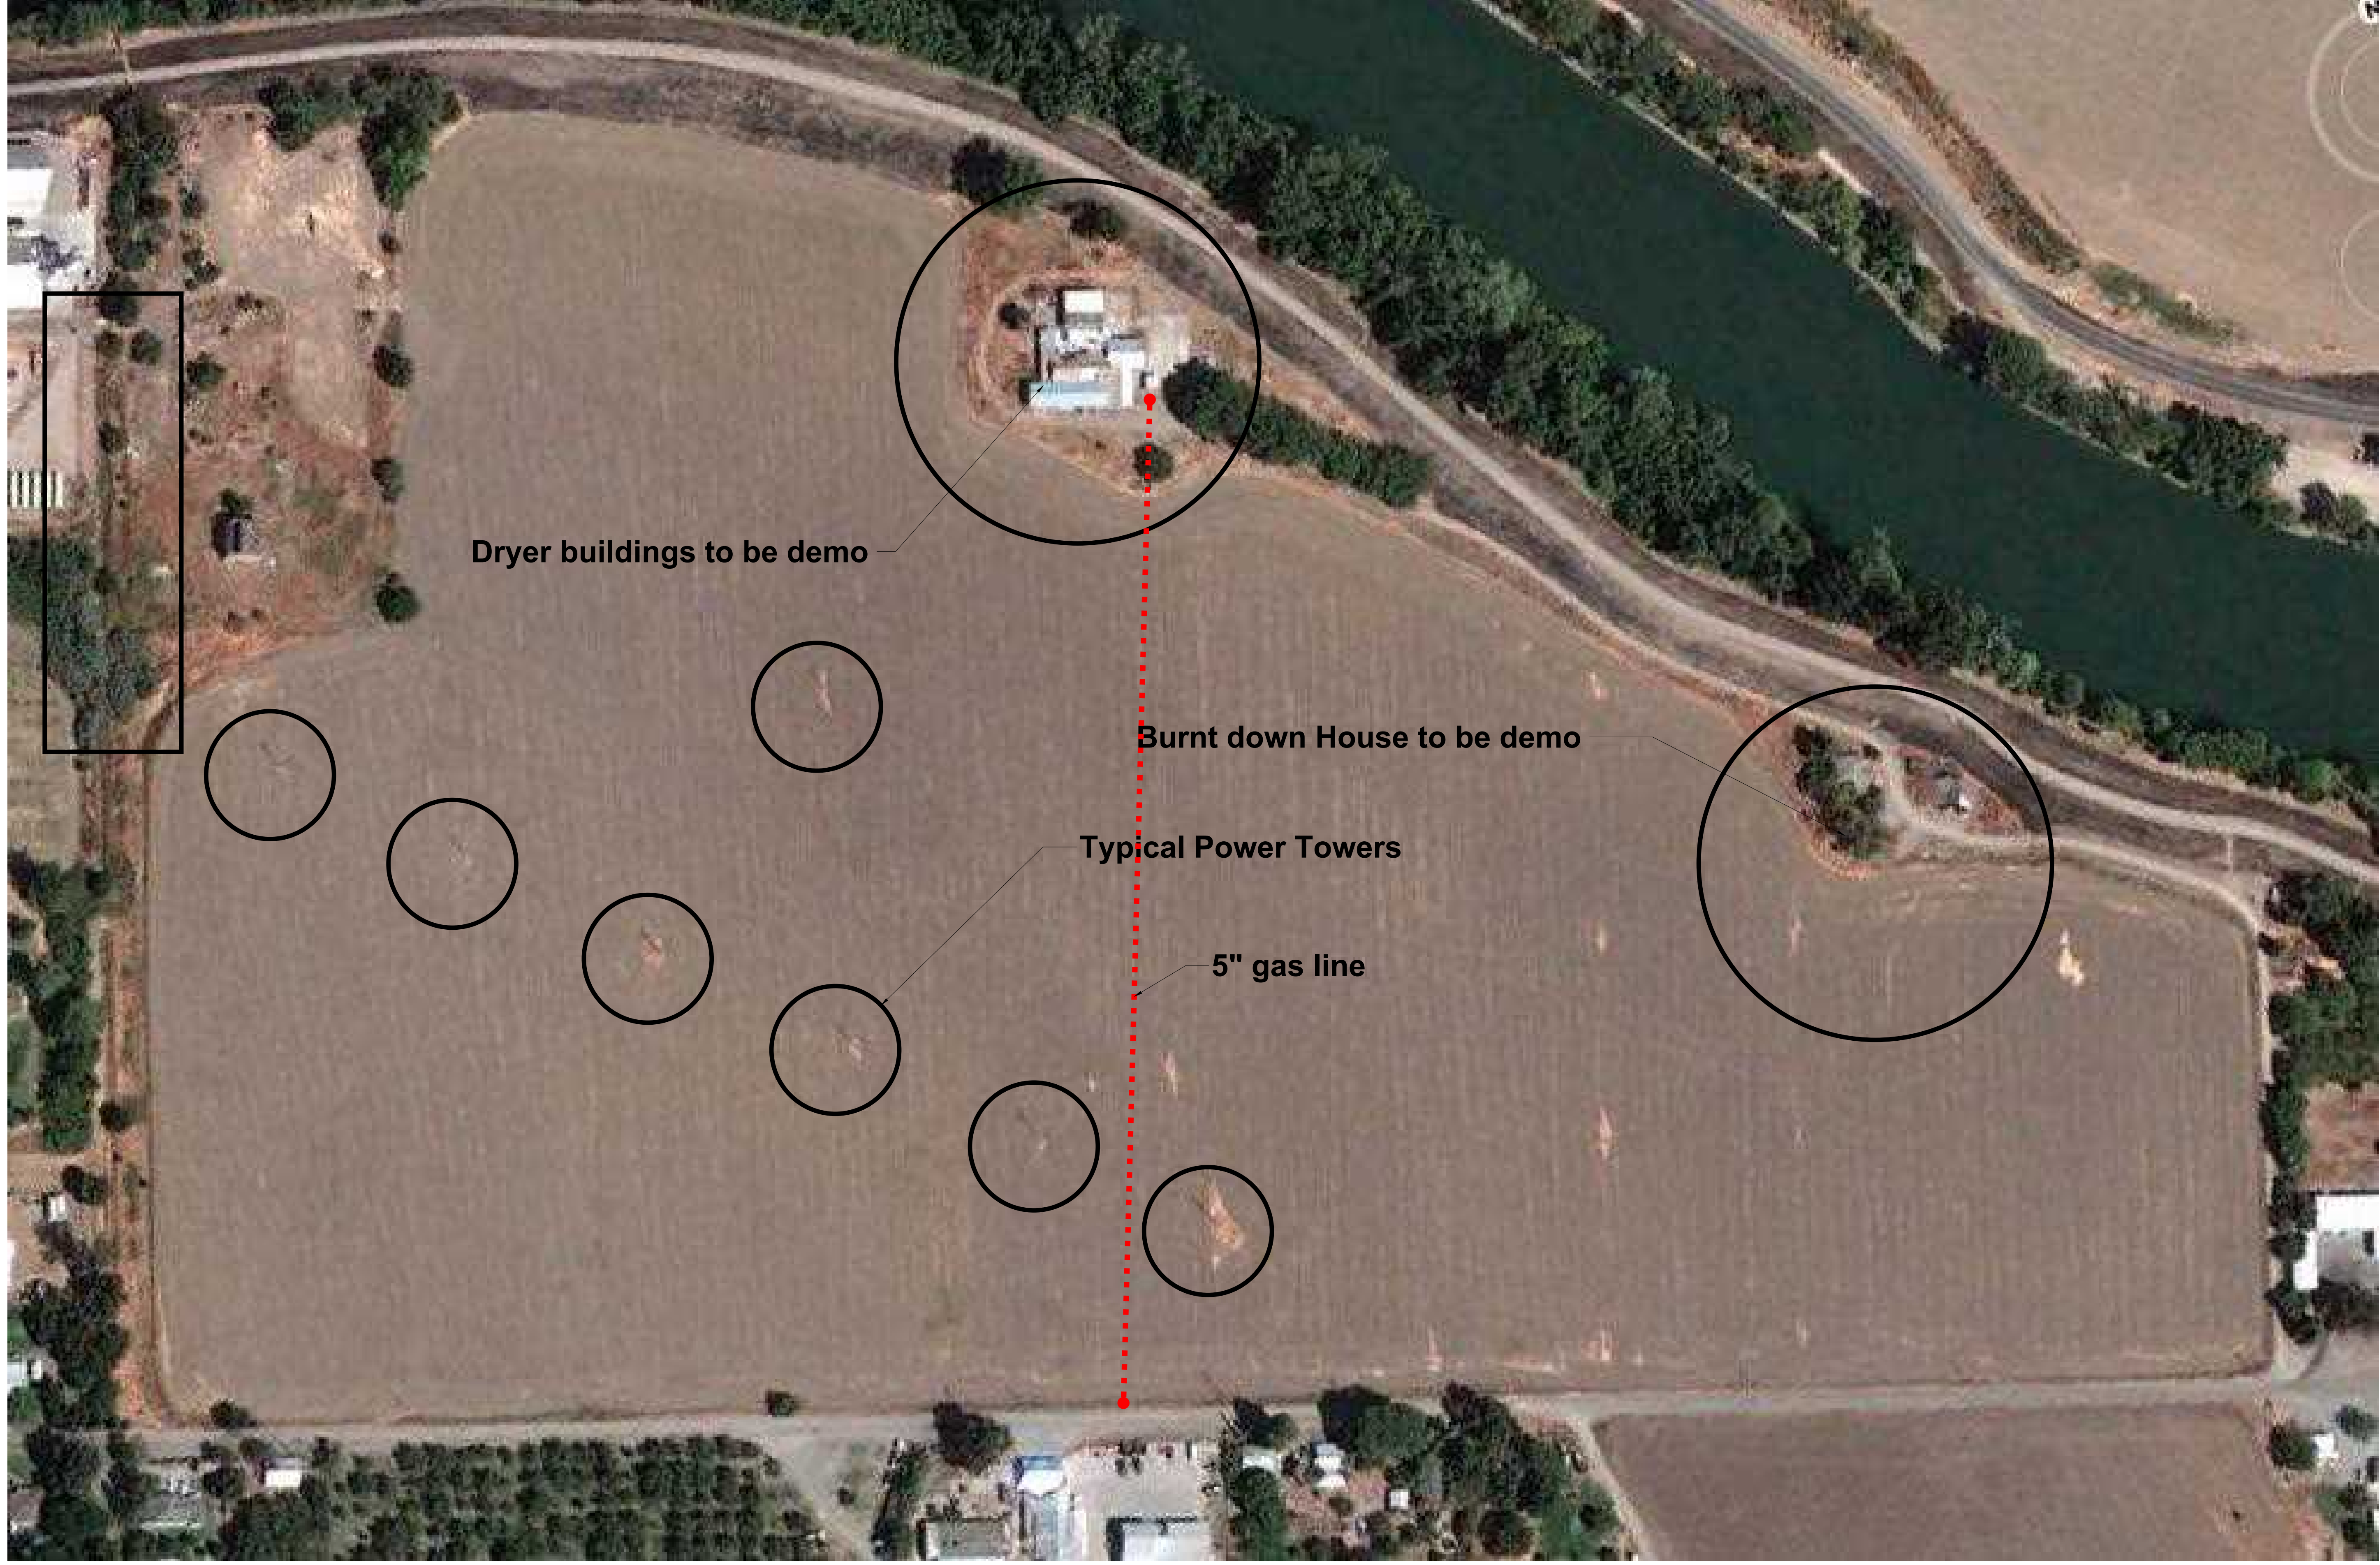 Dryer buildings to be demo
Burnt down House to be demo
Typical Power Towers
5" gas line